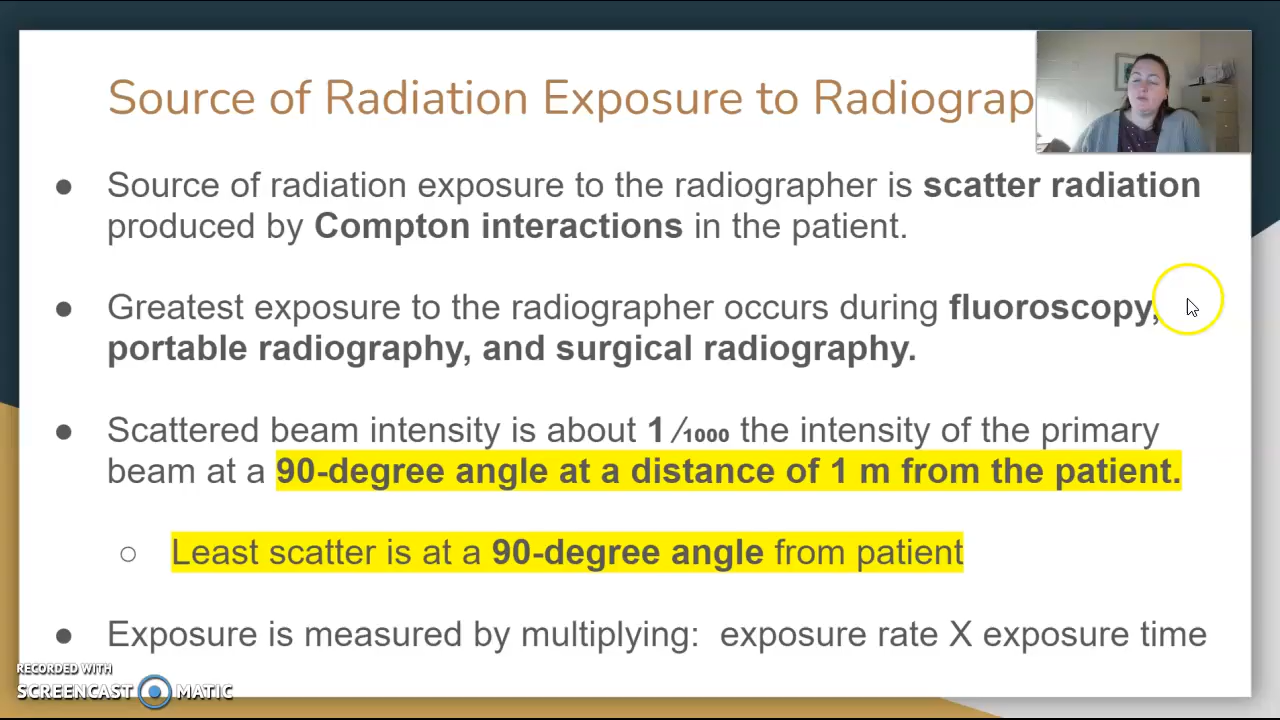 Source of Radiation Exposure to Radiograp
● Source of radiation exposure to the radiographer is scatter radiation
produced by Compton interactions in the patient.
● Greatest exposure to the radiographer occurs during fluoroscopy,
portable radiography, and surgical radiography.
● Scattered beam intensity is about 1 ⁄1000 the intensity of the primary
beam at a 90-degree angle at a distance of 1 m from the patient.
○ Least scatter is at a 90-degree angle from patient
● Exposure is measured by multiplying: exposure rate X exposure time
RECORDED WITH
SCREENCAST MATIC